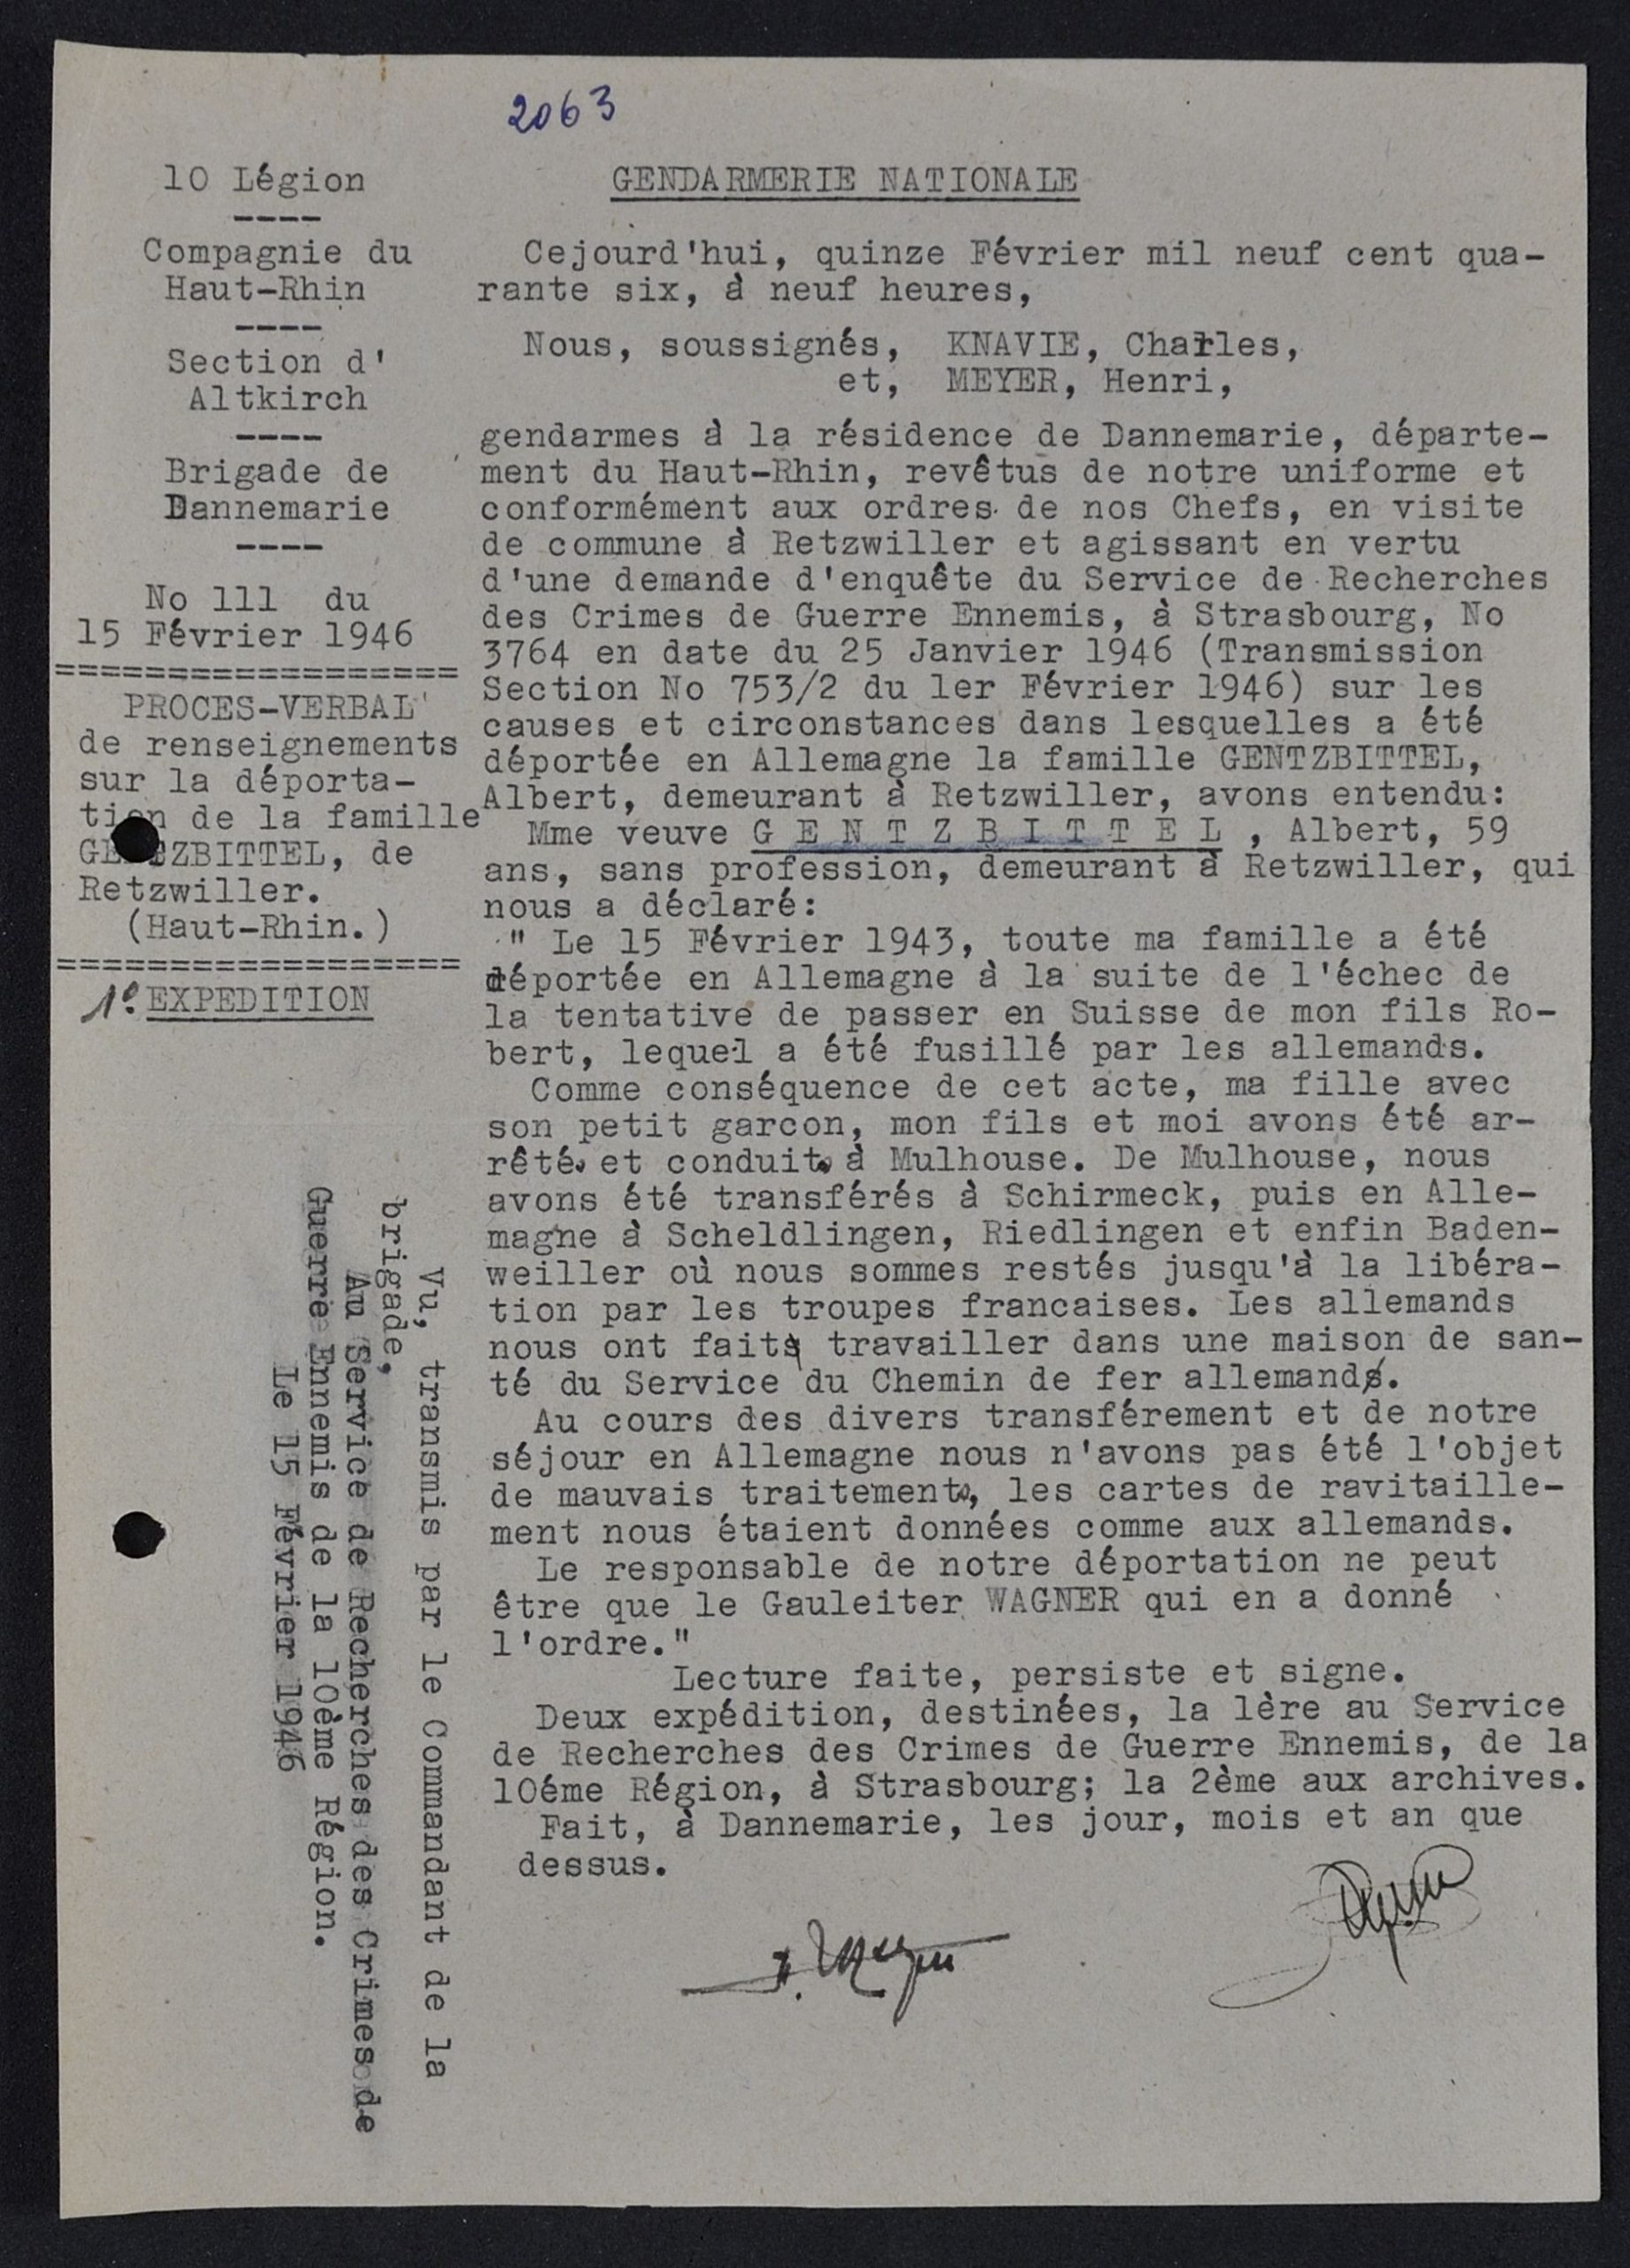 2063
10 Légion
----
Compagnie du
Haut-Rhin
----
Section d'
Altkirch
----
Brigade de
Dannemarie
----
No 111 du
15 Février 1946
==================
PROCES-VERBAL
de renseignements
sur la déporta-
tion de la famille
GENTZBITTEL, de
Retzwiller.
(Haut-Rhin.)
==================
1º EXPEDITION
GENDARMERIE NATIONALE
Cejourd'hui, quinze Février mil neuf cent qua-
rante six, à neuf heures,
Nous, soussignés, KNAVIE, Charles,
et, MEYER, Henri,
gendarmes à la résidence de Dannemarie, départe-
ment du Haut-Rhin, revêtus de notre uniforme et
conformément aux ordres de nos Chefs, en visite
de commune à Retzwiller et agissant en vertu
d'une demande d'enquête du Service de Recherches
des Crimes de Guerre Ennemis, à Strasbourg, No
3764 en date du 25 Janvier 1946 (Transmission
Section No 753/2 du 1er Février 1946) sur les
causes et circonstances dans lesquelles a été
déportée en Allemagne la famille GENTZBITTEL,
Albert, demeurant à Retzwiller, avons entendu:
Mme veuve G E N T Z B I T T E L , Albert, 59
ans, sans profession, demeurant à Retzwiller, qui
nous a déclaré:
" Le 15 Février 1943, toute ma famille a été
déportée en Allemagne à la suite de l'échec de
la tentative de passer en Suisse de mon fils Ro-
bert, lequel a été fusillé par les allemands.
Comme conséquence de cet acte, ma fille avec
son petit garcon, mon fils et moi avons été ar-
rêtés et conduits à Mulhouse. De Mulhouse, nous
avons été transférés à Schirmeck, puis en Alle-
magne à Scheldlingen, Riedlingen et enfin Baden-
weiller où nous sommes restés jusqu'à la libéra-
tion par les troupes francaises. Les allemands
nous ont fait travailler dans une maison de san-
té du Service du Chemin de fer allemand.
Au cours des divers transférement et de notre
séjour en Allemagne nous n'avons pas été l'objet
de mauvais traitements, les cartes de ravitaille-
ment nous étaient données comme aux allemands.
Le responsable de notre déportation ne peut
être que le Gauleiter WAGNER qui en a donné
l'ordre."
Lecture faite, persiste et signe.
Deux expédition, destinées, la 1ère au Service
de Recherches des Crimes de Guerre Ennemis, de la
10éme Région, à Strasbourg; la 2ème aux archives.
Fait, à Dannemarie, les jour, mois et an que
dessus.
Vu, transmis par le Commandant de la
brigade,
Au Service de Recherches des Crimes de
Guerre Ennemis de la 10ème Région.
Le 15 Février 1946